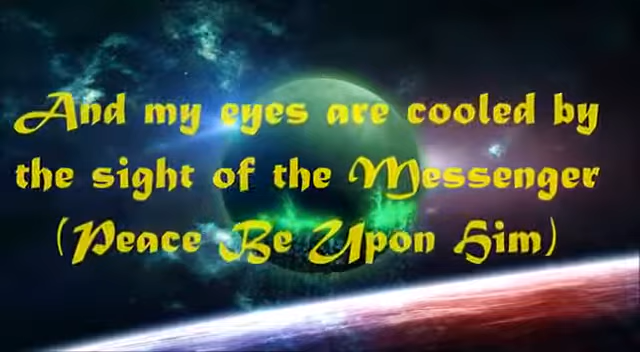 And my eyes are cooled by
the sight of the Messenger
(Peace Be Upon Him)